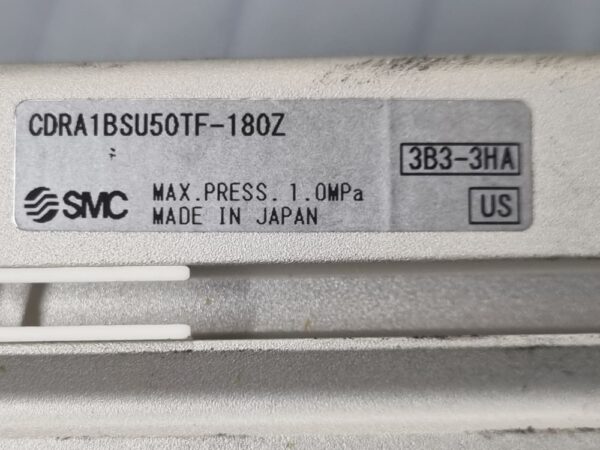 CDRA1BSU50TF-180Z
3B3-3HA
SMC MAX.PRESS. 1.0MPa
MADE IN JAPAN
US